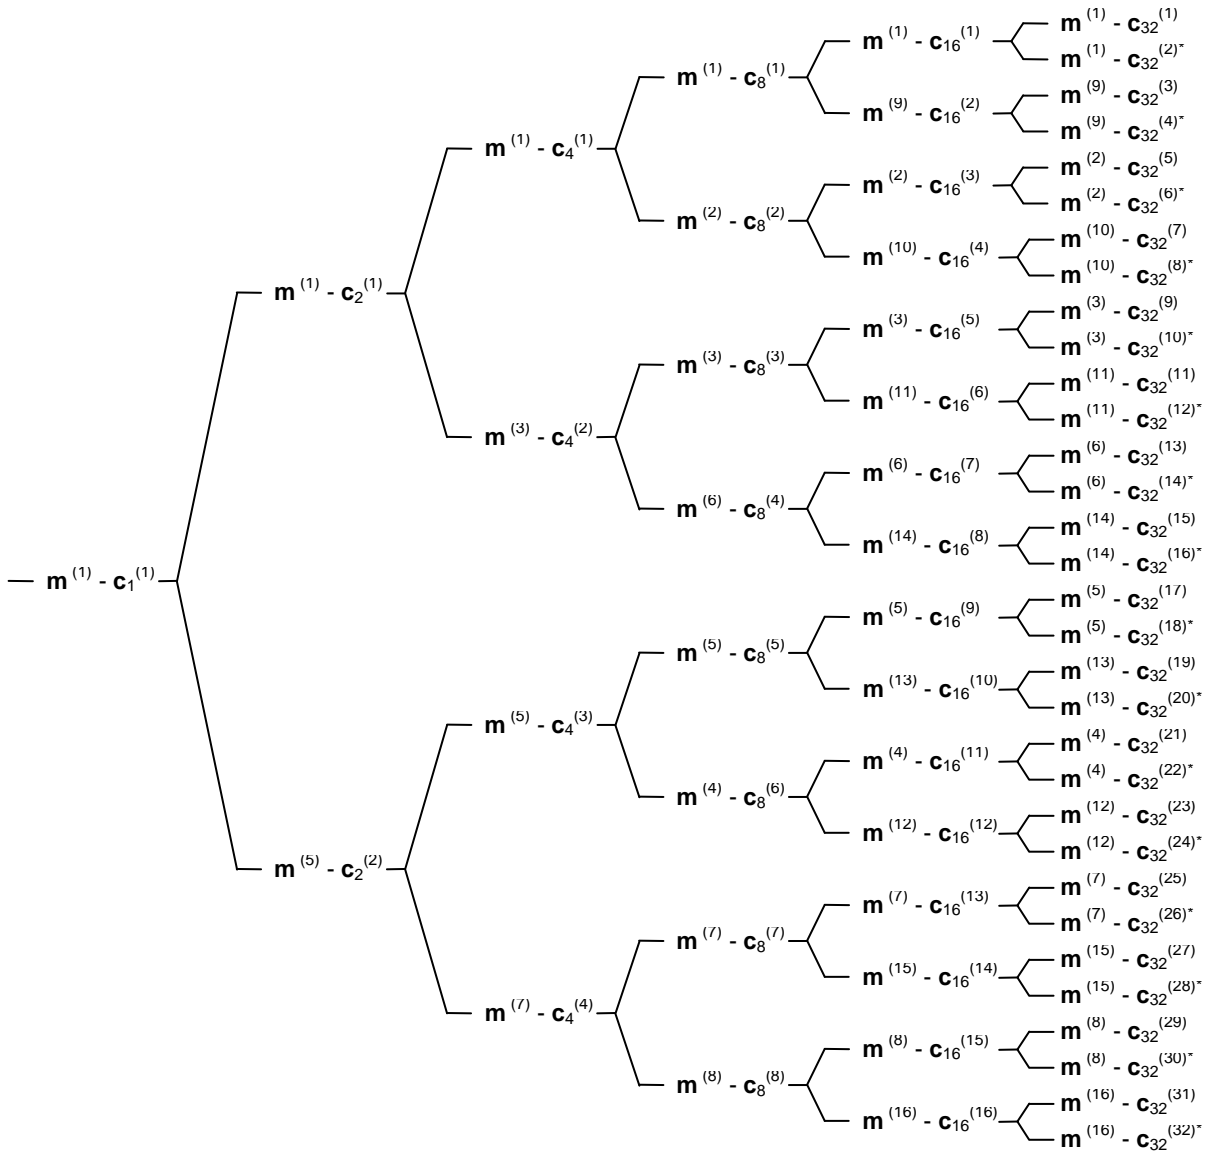 m (1) - c1(1)
m (1) - c2(1)
m (5) - c2(2)
m (1) - c4(1)
m (3) - c4(2)
m (5) - c4(3)
m (7) - c4(4)
m (1) - c8(1)
m (2) - c8(2)
m (3) - c8(3)
m (6) - c8(4)
m (5) - c8(5)
m (4) - c8(6)
m (7) - c8(7)
m (8) - c8(8)
m (1) - c16(1)
m (9) - c16(2)
m (2) - c16(3)
m (10) - c16(4)
m (3) - c16(5)
m (11) - c16(6)
m (6) - c16(7)
m (14) - c16(8)
m (5) - c16(9)
m (13) - c16(10)
m (4) - c16(11)
m (12) - c16(12)
m (7) - c16(13)
m (15) - c16(14)
m (8) - c16(15)
m (16) - c16(16)
m (1) - c32(1)
m (1) - c32(2)*
m (9) - c32(3)
m (9) - c32(4)*
m (2) - c32(5)
m (2) - c32(6)*
m (10) - c32(7)
m (10) - c32(8)*
m (3) - c32(9)
m (3) - c32(10)*
m (11) - c32(11)
m (11) - c32(12)*
m (6) - c32(13)
m (6) - c32(14)*
m (14) - c32(15)
m (14) - c32(16)*
m (5) - c32(17)
m (5) - c32(18)*
m (13) - c32(19)
m (13) - c32(20)*
m (4) - c32(21)
m (4) - c32(22)*
m (12) - c32(23)
m (12) - c32(24)*
m (7) - c32(25)
m (7) - c32(26)*
m (15) - c32(27)
m (15) - c32(28)*
m (8) - c32(29)
m (8) - c32(30)*
m (16) - c32(31)
m (16) - c32(32)*